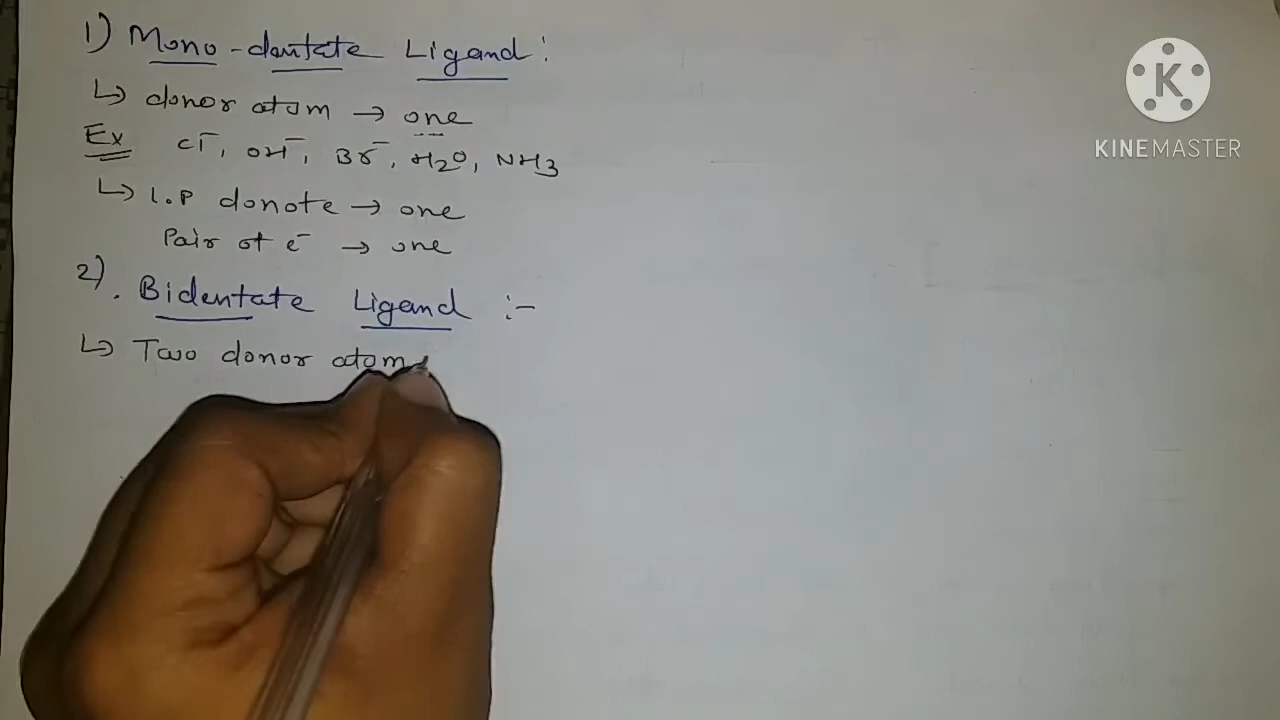 1) Mono-dentate Ligand:
↳ donor atom → one
Ex Cl⁻, OH⁻, Br⁻, H₂O, NH₃
↳ l.p donote → one
Pair of e⁻ → one
2). Bidentate Ligand :-
↳ Two donor atom
K
KINEMASTER